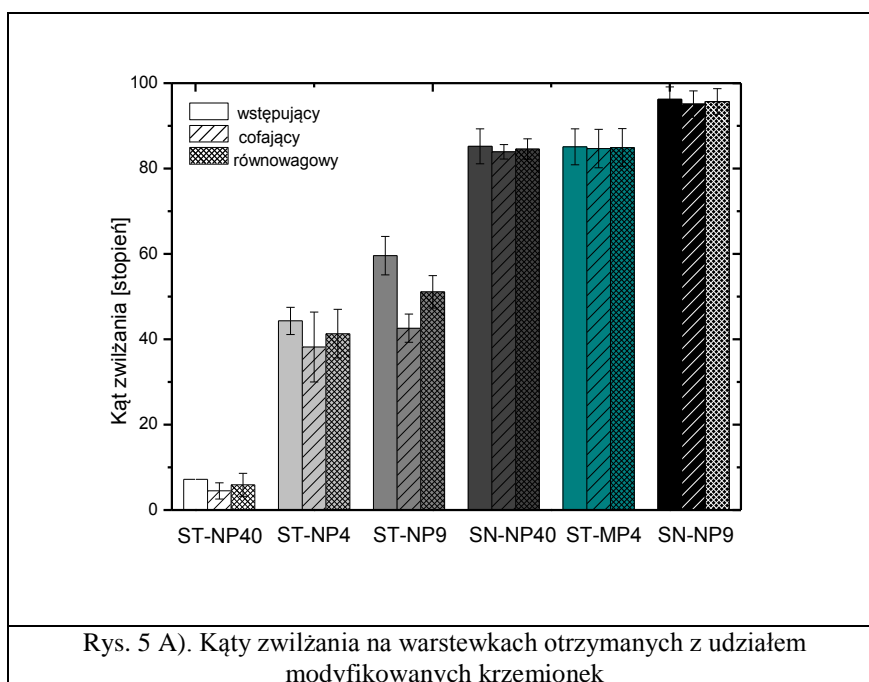 100
80
60
40
20
0
Kąt zwilżania [stopień]
wstępujący
cofający
równowagowy
ST-NP40 ST-NP4 ST-NP9 SN-NP40 ST-MP4 SN-NP9
Rys. 5 A). Kąty zwilżania na warstewkach otrzymanych z udziałem
modyfikowanych krzemionek